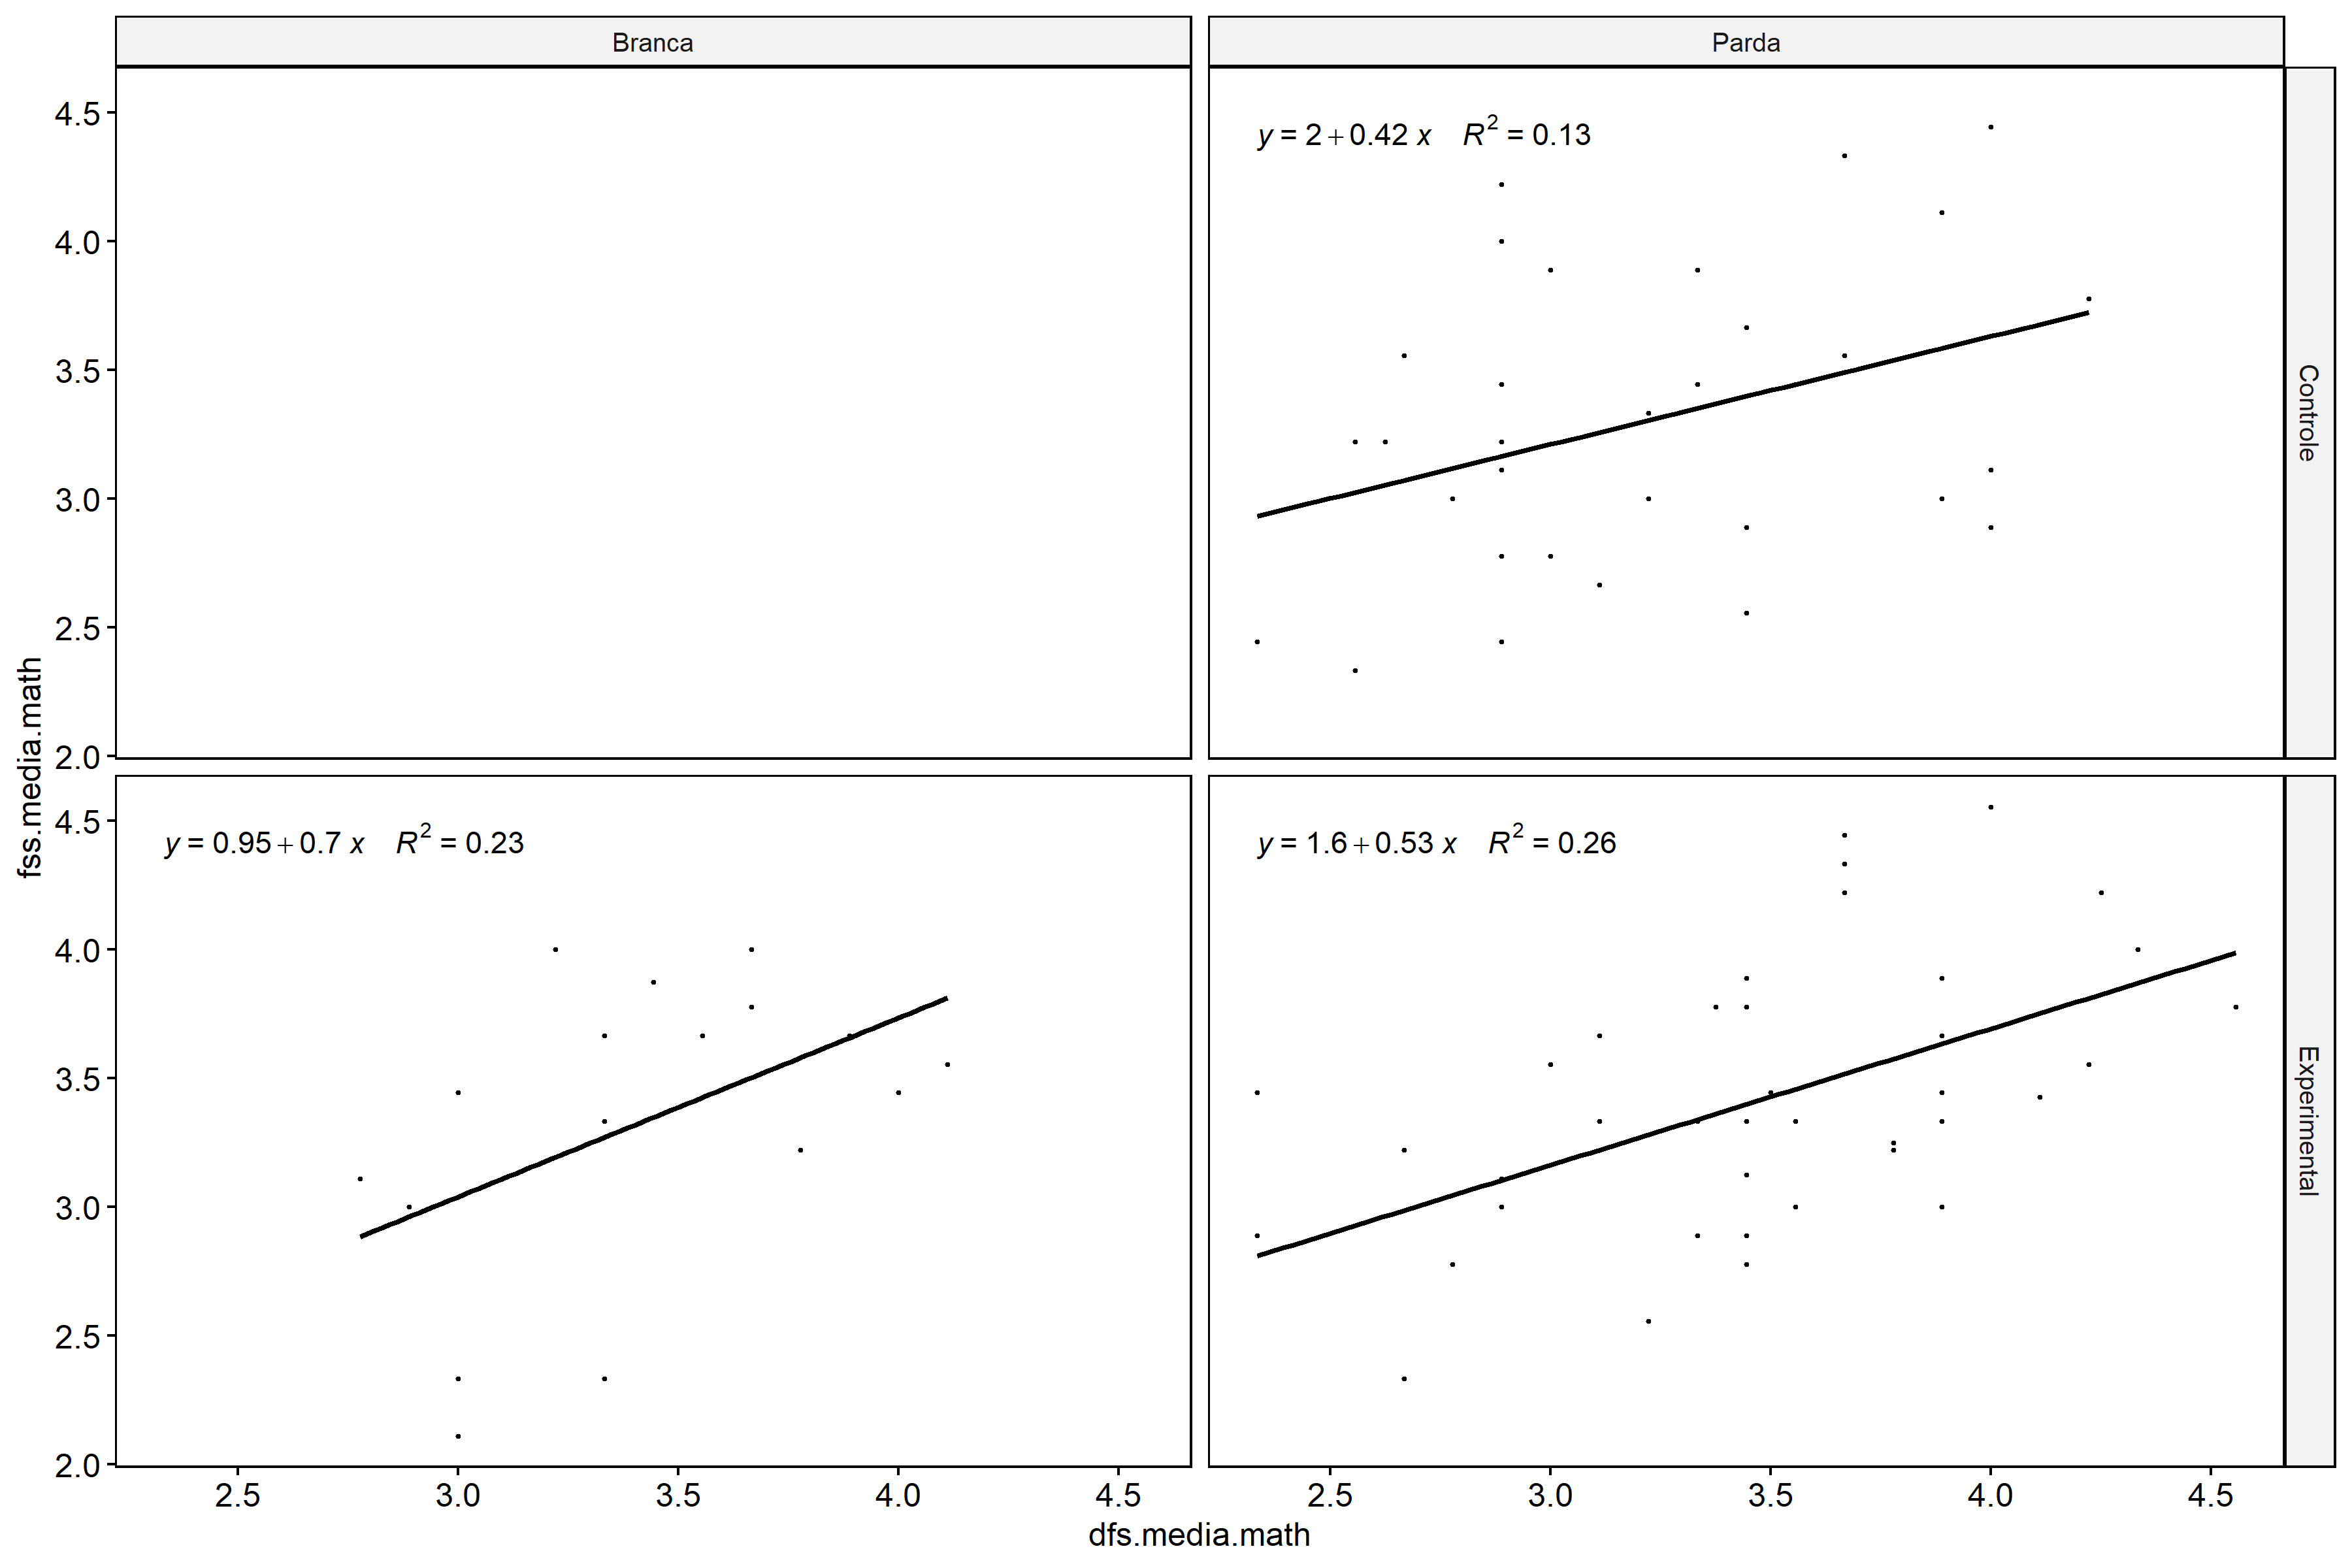 Branca
Parda
4.5
4.0
3.5
3.0
2.5
2.0
y = 2 + 0.42 x R² = 0.13
Controle
fss.media.math
4.5
4.0
3.5
3.0
2.5
2.0
y = 0.95 + 0.7 x R² = 0.23
y = 1.6 + 0.53 x R² = 0.26
Experimental
2.5 3.0 3.5 4.0 4.5
2.5 3.0 3.5 4.0 4.5
dfs.media.math